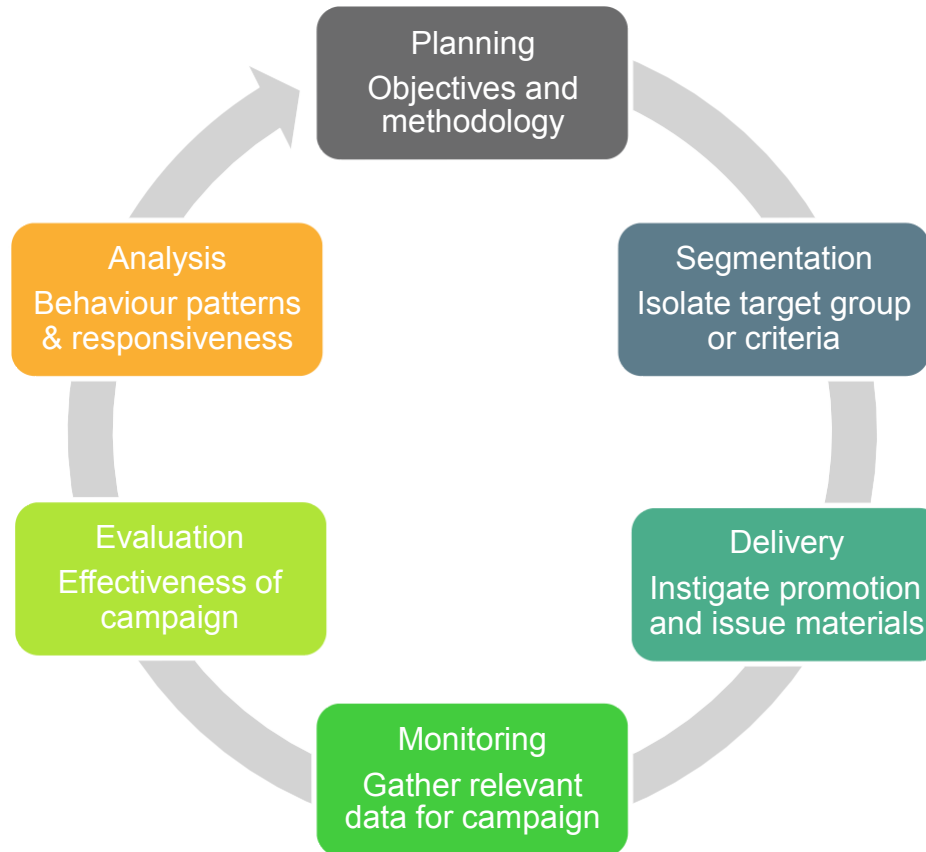 Planning
Objectives and
methodology
Segmentation
Isolate target group
or criteria
Delivery
Instigate promotion
and issue materials
Monitoring
Gather relevant
data for campaign
Evaluation
Effectiveness of
campaign
Analysis
Behaviour patterns
& responsiveness